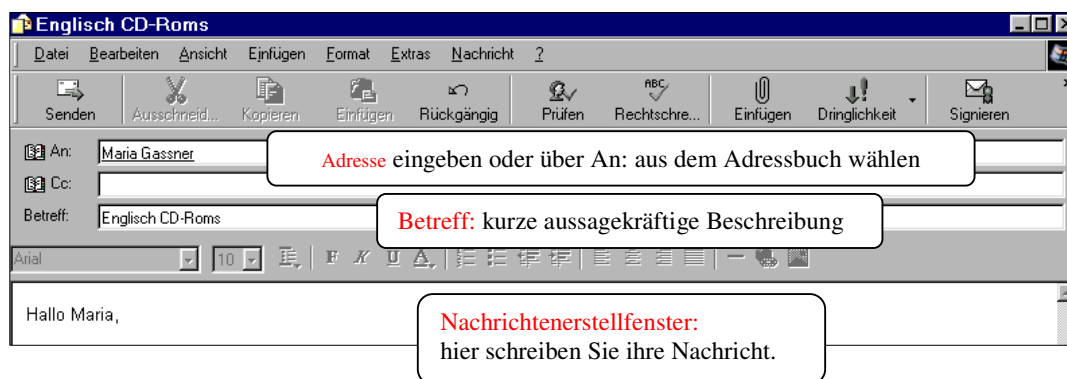 Englisch CD-Roms
Datei Bearbeiten Ansicht Einfügen Format Extras Nachricht ?
Senden Ausschneid... Kopieren Einfügen Rückgängig Prüfen Rechtschre... Einfügen Dringlichkeit Signieren
An: Maria Gassner
Adresse eingeben oder über An: aus dem Adressbuch wählen
Cc:
Betreff: Englisch CD-Roms
Betreff: kurze aussagekräftige Beschreibung
Arial 10 F K U A
Hallo Maria,
Nachrichtenerstellfenster:
hier schreiben Sie ihre Nachricht.